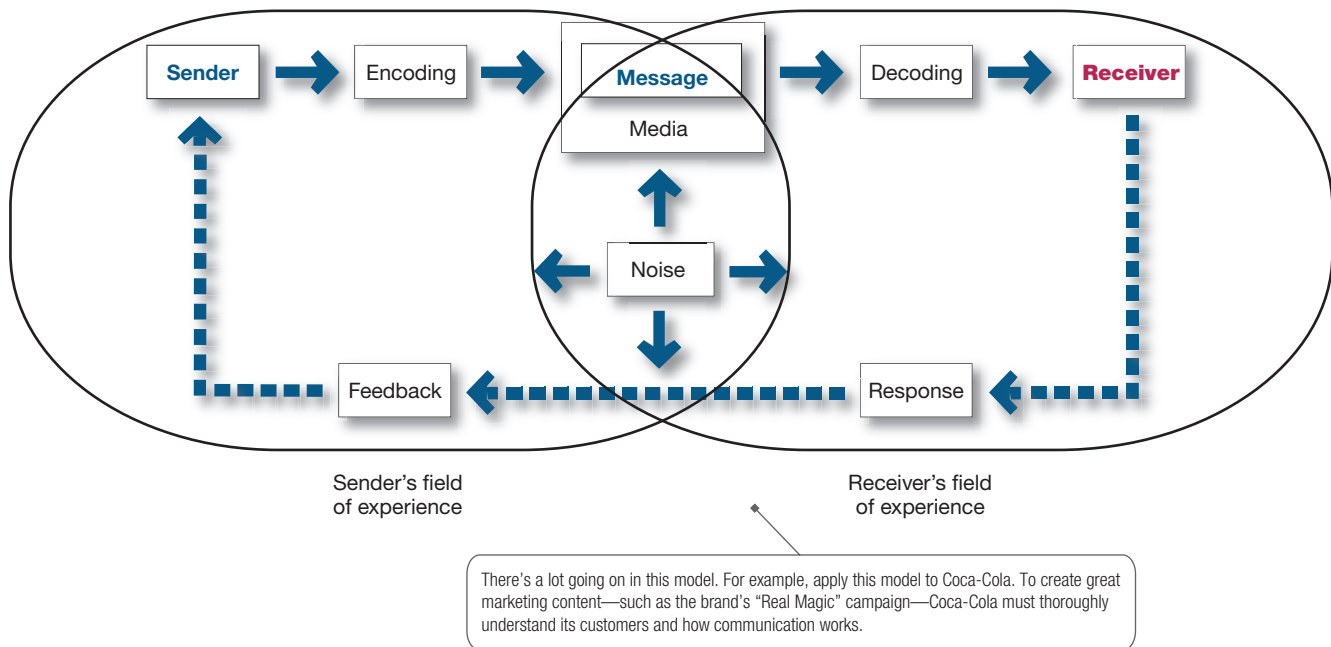 Sender
Encoding
Message
Media
Decoding
Receiver
Noise
Feedback
Response
Sender’s field
of experience
Receiver’s field
of experience
There’s a lot going on in this model. For example, apply this model to Coca-Cola. To create great
marketing content—such as the brand’s “Real Magic” campaign—Coca-Cola must thoroughly
understand its customers and how communication works.